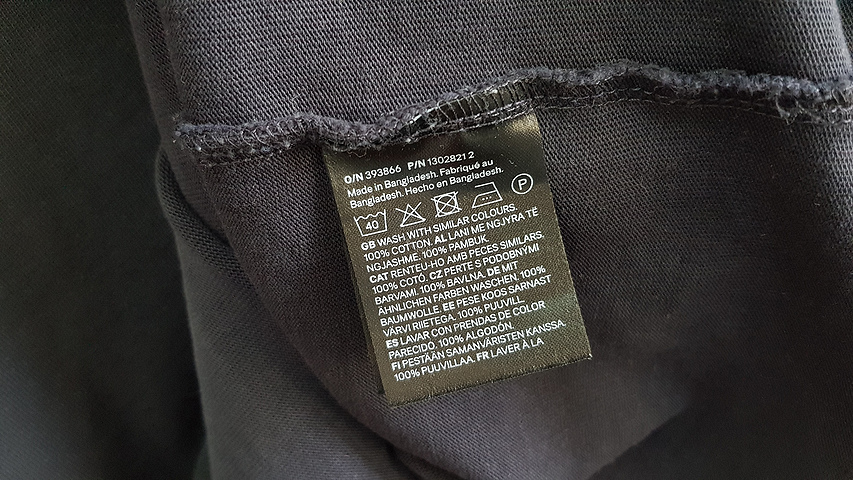 O/N 393866 P/N 1302821 2
Made in Bangladesh. Fabriqué au
Bangladesh. Hecho en Bangladesh.
40 P
GB WASH WITH SIMILAR COLOURS.
100% COTTON. AL LANI ME NGJYRA TË
NGJASHME. 100% PAMBUK.
CAT RENTEU-HO AMB PECES SIMILARS.
100% COTÓ. CZ PERTE S PODOBNÝMI
BARVAMI. 100% BAVLNA. DE MIT
ÄHNLICHEN FARBEN WASCHEN. 100%
BAUMWOLLE. EE PESE KOOS SARNAST
VÄRVI RIIETEGA. 100% PUUVILL
ES LAVAR CON PRENDAS DE COLOR
PARECIDO. 100% ALGODÓN.
FI PESTÄÄN SAMANVÄRISTEN KANSSA.
100% PUUVILLAA. FR LAVER À LA